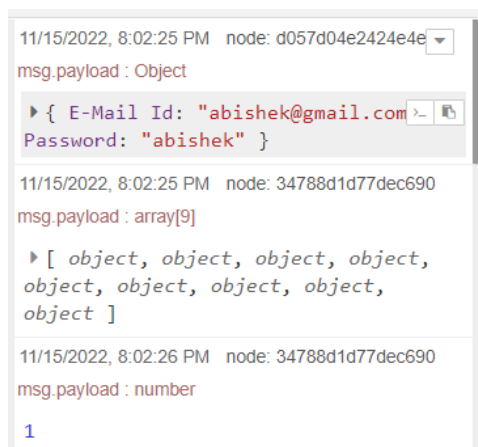 11/15/2022, 8:02:25 PM node: d057d04e2424e4e
msg.payload : Object
{ E-Mail Id: "abishek@gmail.com
Password: "abishek" }
11/15/2022, 8:02:25 PM node: 34788d1d77dec690
msg.payload : array[9]
[ object, object, object, object,
object, object, object, object,
object ]
11/15/2022, 8:02:26 PM node: 34788d1d77dec690
msg.payload : number
1